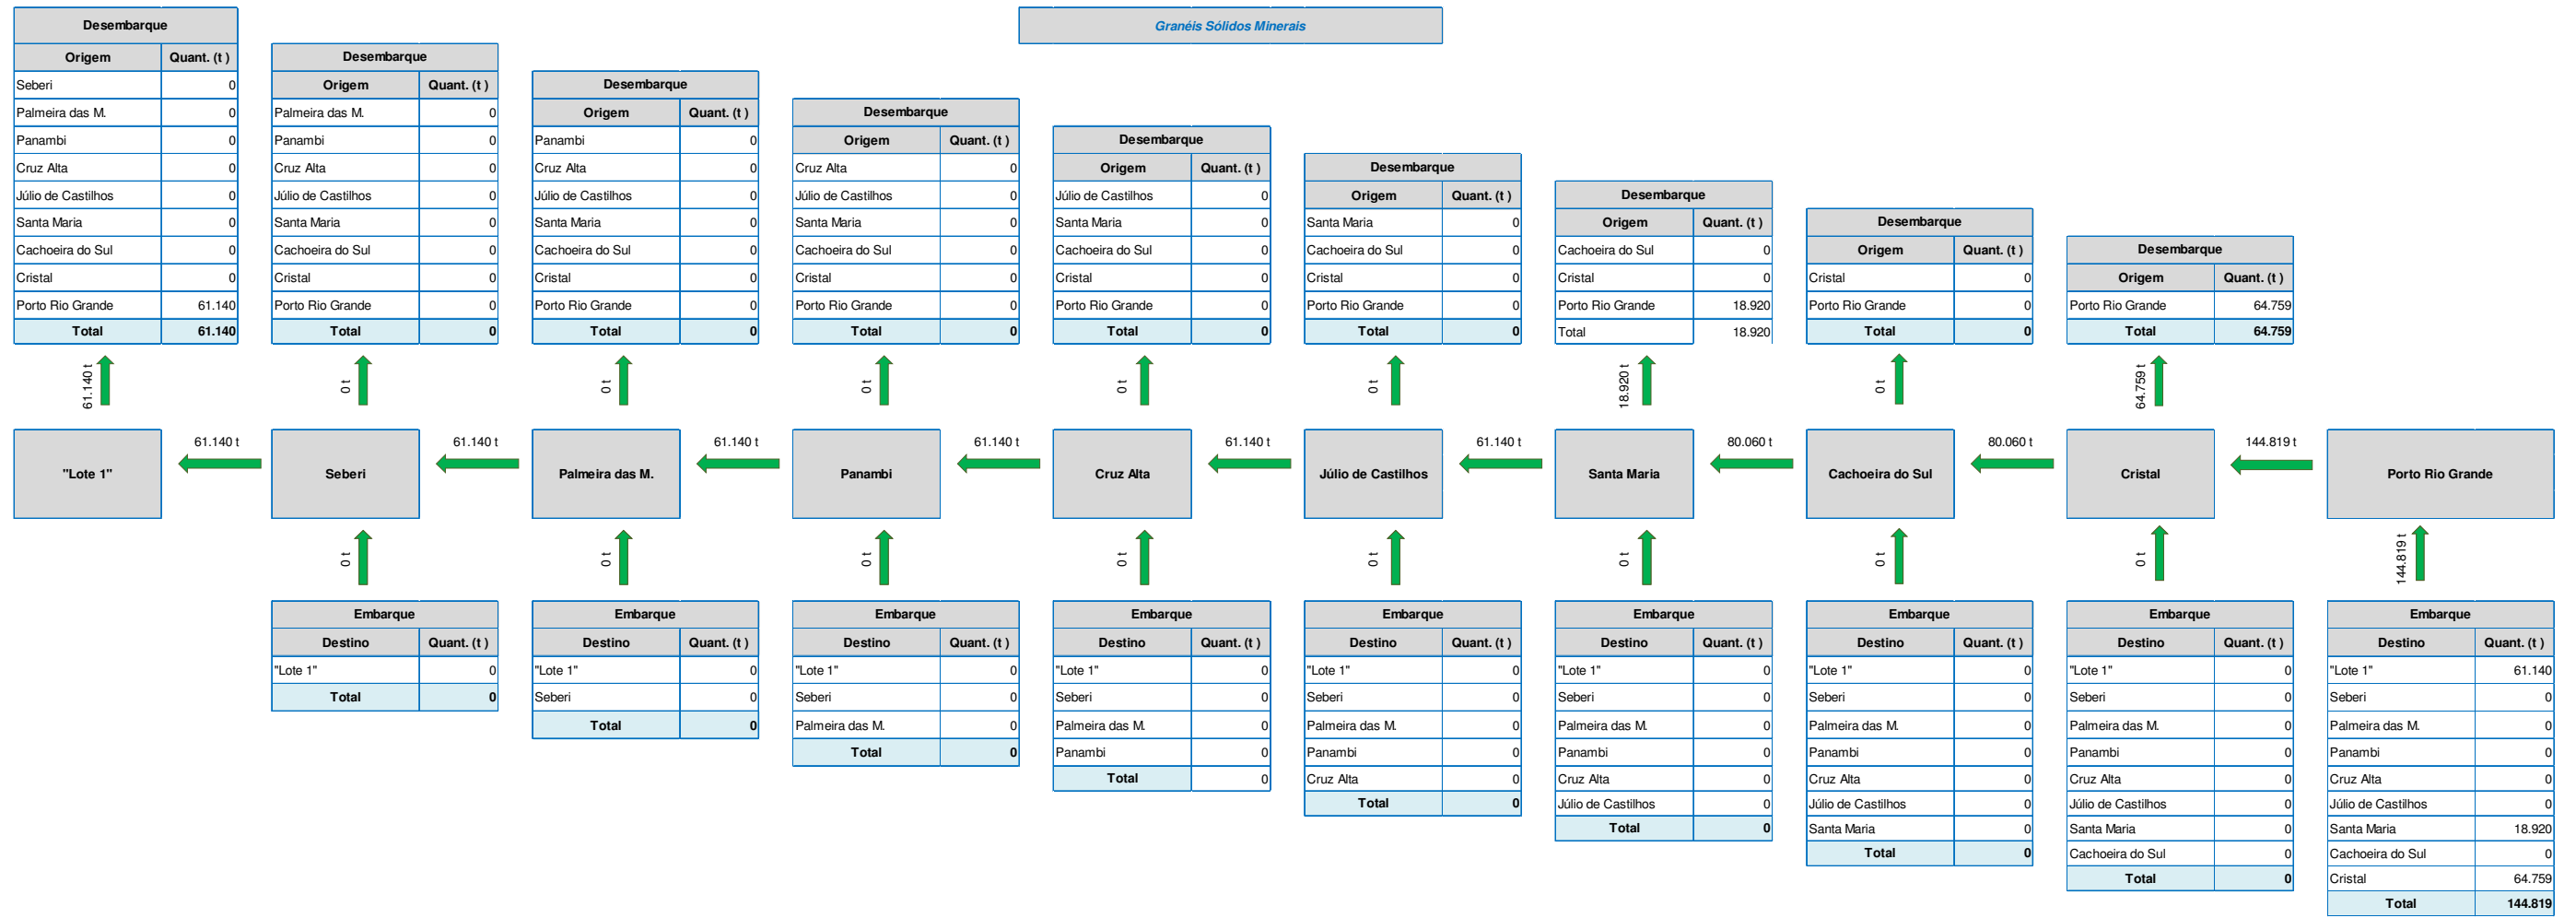 Granéis Sólidos Minerais
Desembarque
Origem Quant. (t )
Seberi 0
Palmeira das M. 0
Panambi 0
Cruz Alta 0
Júlio de Castilhos 0
Santa Maria 0
Cachoeira do Sul 0
Cristal 0
Porto Rio Grande 61.140
Total 61.140
Desembarque
Origem Quant. (t )
Palmeira das M. 0
Panambi 0
Cruz Alta 0
Júlio de Castilhos 0
Santa Maria 0
Cachoeira do Sul 0
Cristal 0
Porto Rio Grande 0
Total 0
Desembarque
Origem Quant. (t )
Panambi 0
Cruz Alta 0
Júlio de Castilhos 0
Santa Maria 0
Cachoeira do Sul 0
Cristal 0
Porto Rio Grande 0
Total 0
Desembarque
Origem Quant. (t )
Cruz Alta 0
Júlio de Castilhos 0
Santa Maria 0
Cachoeira do Sul 0
Cristal 0
Porto Rio Grande 0
Total 0
Desembarque
Origem Quant. (t )
Júlio de Castilhos 0
Santa Maria 0
Cachoeira do Sul 0
Cristal 0
Porto Rio Grande 0
Total 0
Desembarque
Origem Quant. (t )
Santa Maria 0
Cachoeira do Sul 0
Cristal 0
Porto Rio Grande 0
Total 0
Desembarque
Origem Quant. (t )
Cachoeira do Sul 0
Cristal 0
Porto Rio Grande 18.920
Total 18.920
Desembarque
Origem Quant. (t )
Cristal 0
Porto Rio Grande 0
Total 0
Desembarque
Origem Quant. (t )
Porto Rio Grande 64.759
Total 64.759
61.140 t
0 t
0 t
0 t
0 t
0 t
18.920 t
0 t
64.759 t
"Lote 1"
61.140 t
Seberi
61.140 t
Palmeira das M.
61.140 t
Panambi
61.140 t
Cruz Alta
61.140 t
Júlio de Castilhos
61.140 t
Santa Maria
80.060 t
Cachoeira do Sul
80.060 t
Cristal
144.819 t
Porto Rio Grande
0 t
0 t
0 t
0 t
0 t
0 t
0 t
0 t
144.819 t
Embarque
Destino Quant. (t )
"Lote 1" 0
Total 0
Embarque
Destino Quant. (t )
"Lote 1" 0
Seberi 0
Total 0
Embarque
Destino Quant. (t )
"Lote 1" 0
Seberi 0
Palmeira das M. 0
Total 0
Embarque
Destino Quant. (t )
"Lote 1" 0
Seberi 0
Palmeira das M. 0
Panambi 0
Total 0
Embarque
Destino Quant. (t )
"Lote 1" 0
Seberi 0
Palmeira das M. 0
Panambi 0
Cruz Alta 0
Total 0
Embarque
Destino Quant. (t )
"Lote 1" 0
Seberi 0
Palmeira das M. 0
Panambi 0
Cruz Alta 0
Júlio de Castilhos 0
Total 0
Embarque
Destino Quant. (t )
"Lote 1" 0
Seberi 0
Palmeira das M. 0
Panambi 0
Cruz Alta 0
Júlio de Castilhos 0
Santa Maria 0
Total 0
Embarque
Destino Quant. (t )
"Lote 1" 0
Seberi 0
Palmeira das M. 0
Panambi 0
Cruz Alta 0
Júlio de Castilhos 0
Santa Maria 0
Cachoeira do Sul 0
Total 0
Embarque
Destino Quant. (t )
"Lote 1" 61.140
Seberi 0
Palmeira das M. 0
Panambi 0
Cruz Alta 0
Júlio de Castilhos 0
Santa Maria 18.920
Cachoeira do Sul 0
Cristal 64.759
Total 144.819